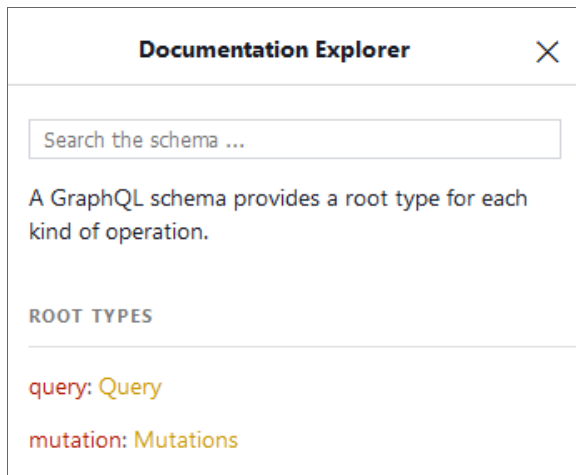 Documentation Explorer
Search the schema ...
A GraphQL schema provides a root type for each
kind of operation.
ROOT TYPES
query: Query
mutation: Mutations